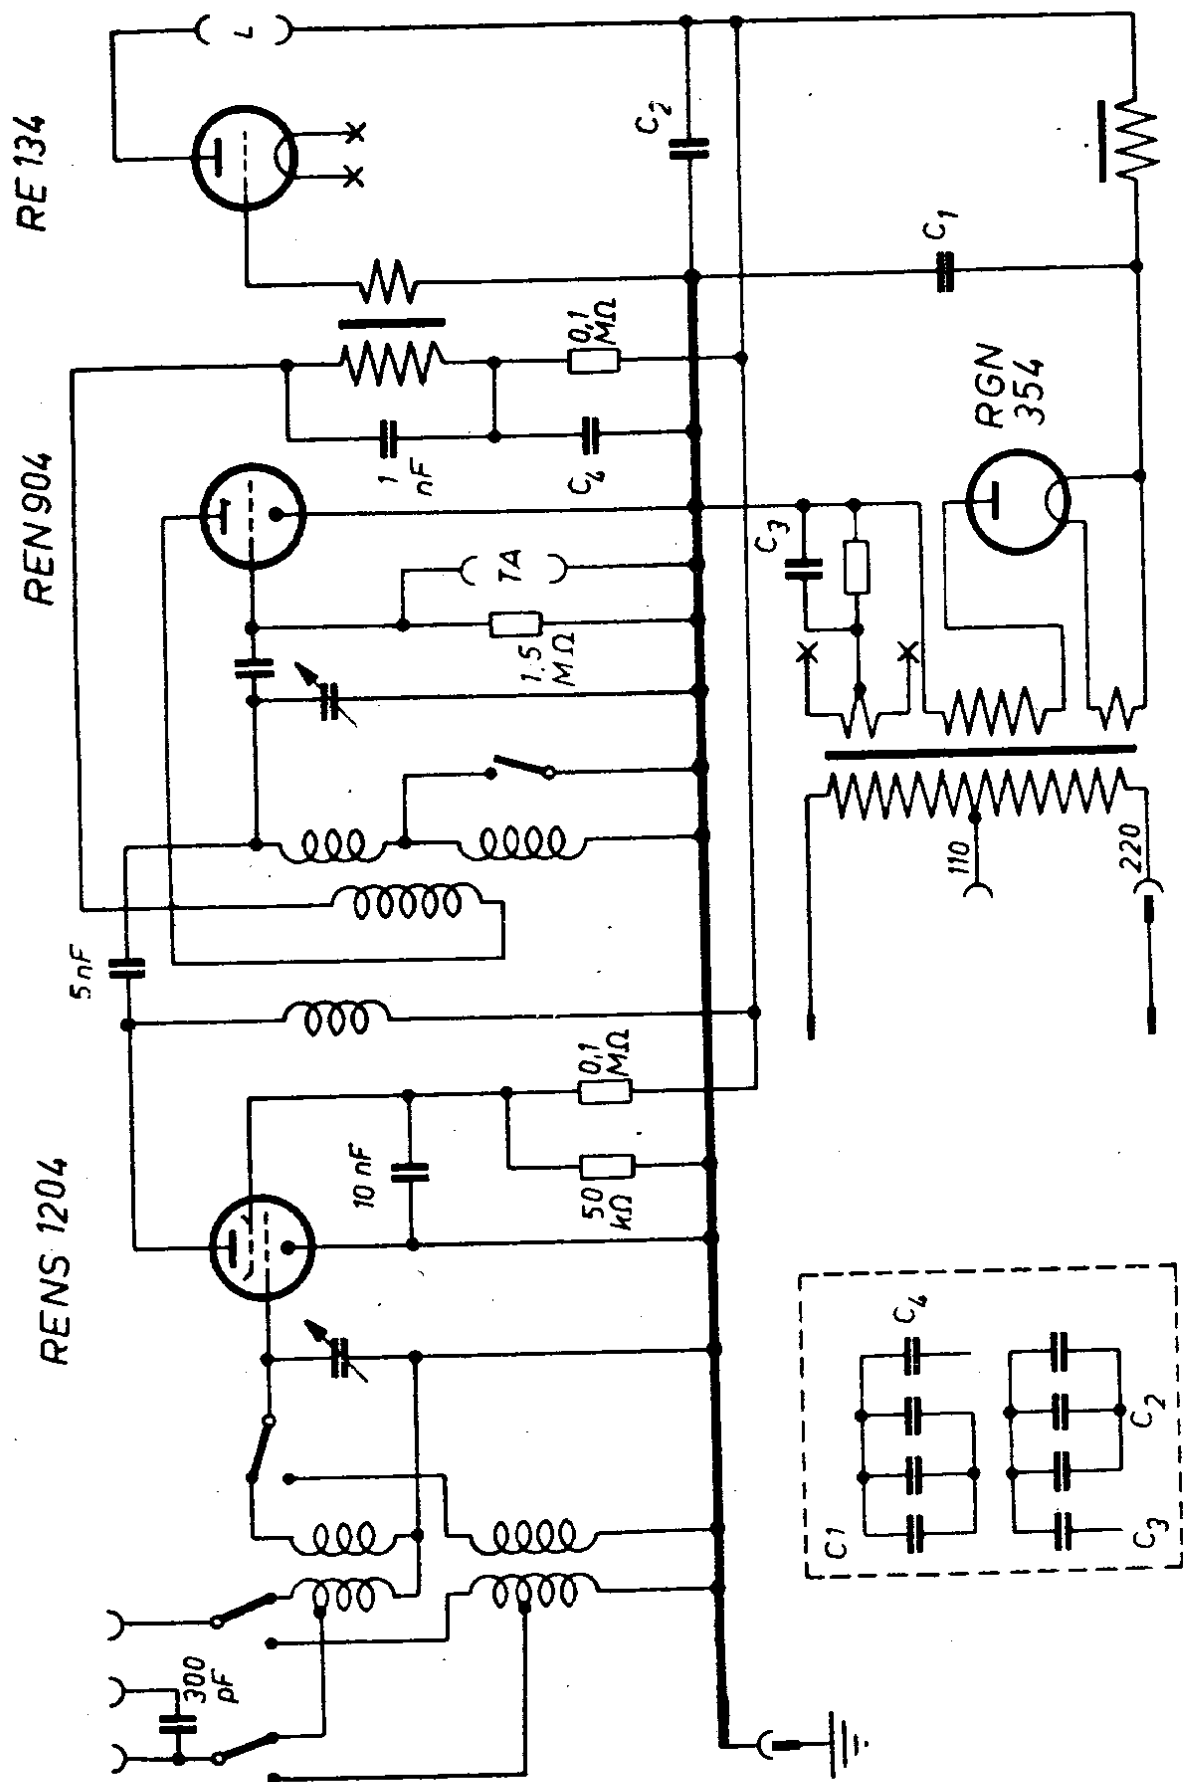 RENS 1204
REN 904
RE 134
L
5 nF
300
pF
10 nF
50
kΩ
0,1
MΩ
1,5
MΩ
TA
1
nF
C4
0,1
MΩ
C2
C3
RGN
354
C1
110
220
C1
C4
C3
C2